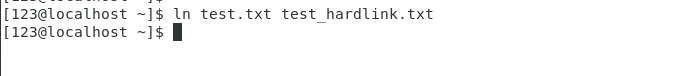 [123@localhost ~]$ ln test.txt test_hardlink.txt
[123@localhost ~]$